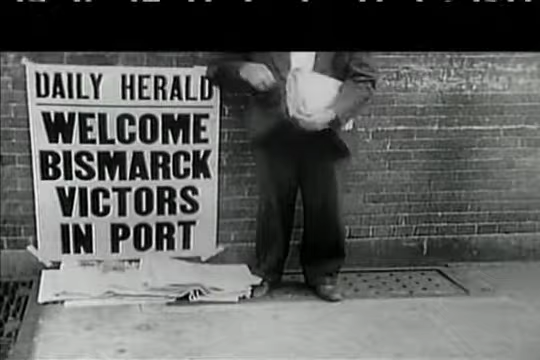 DAILY HERALD
WELCOME
BISMARCK
VICTORS
IN PORT